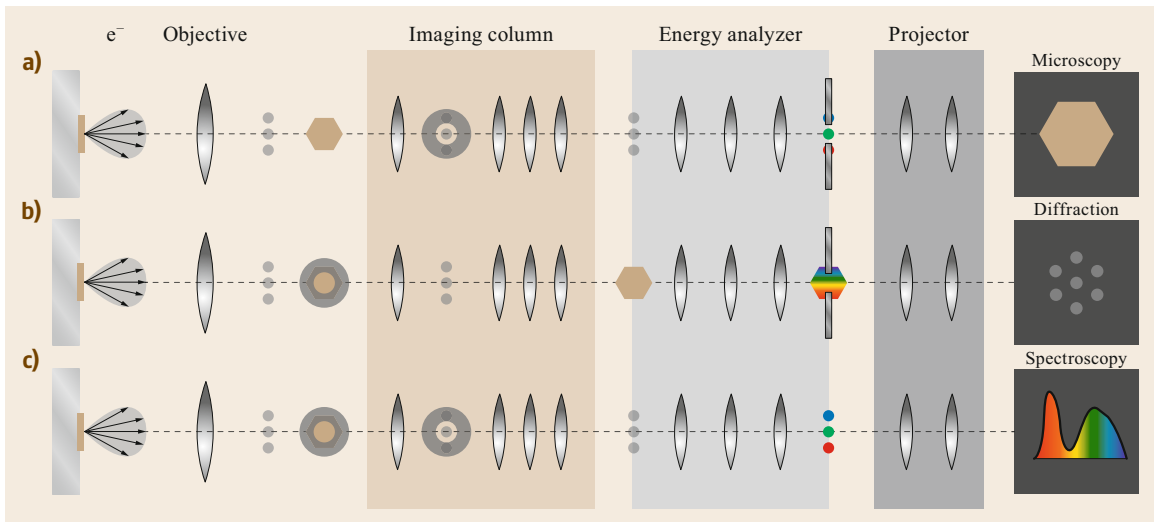 e⁻ Objective Imaging column Energy analyzer Projector
a)
Microscopy
b)
Diffraction
c)
Spectroscopy